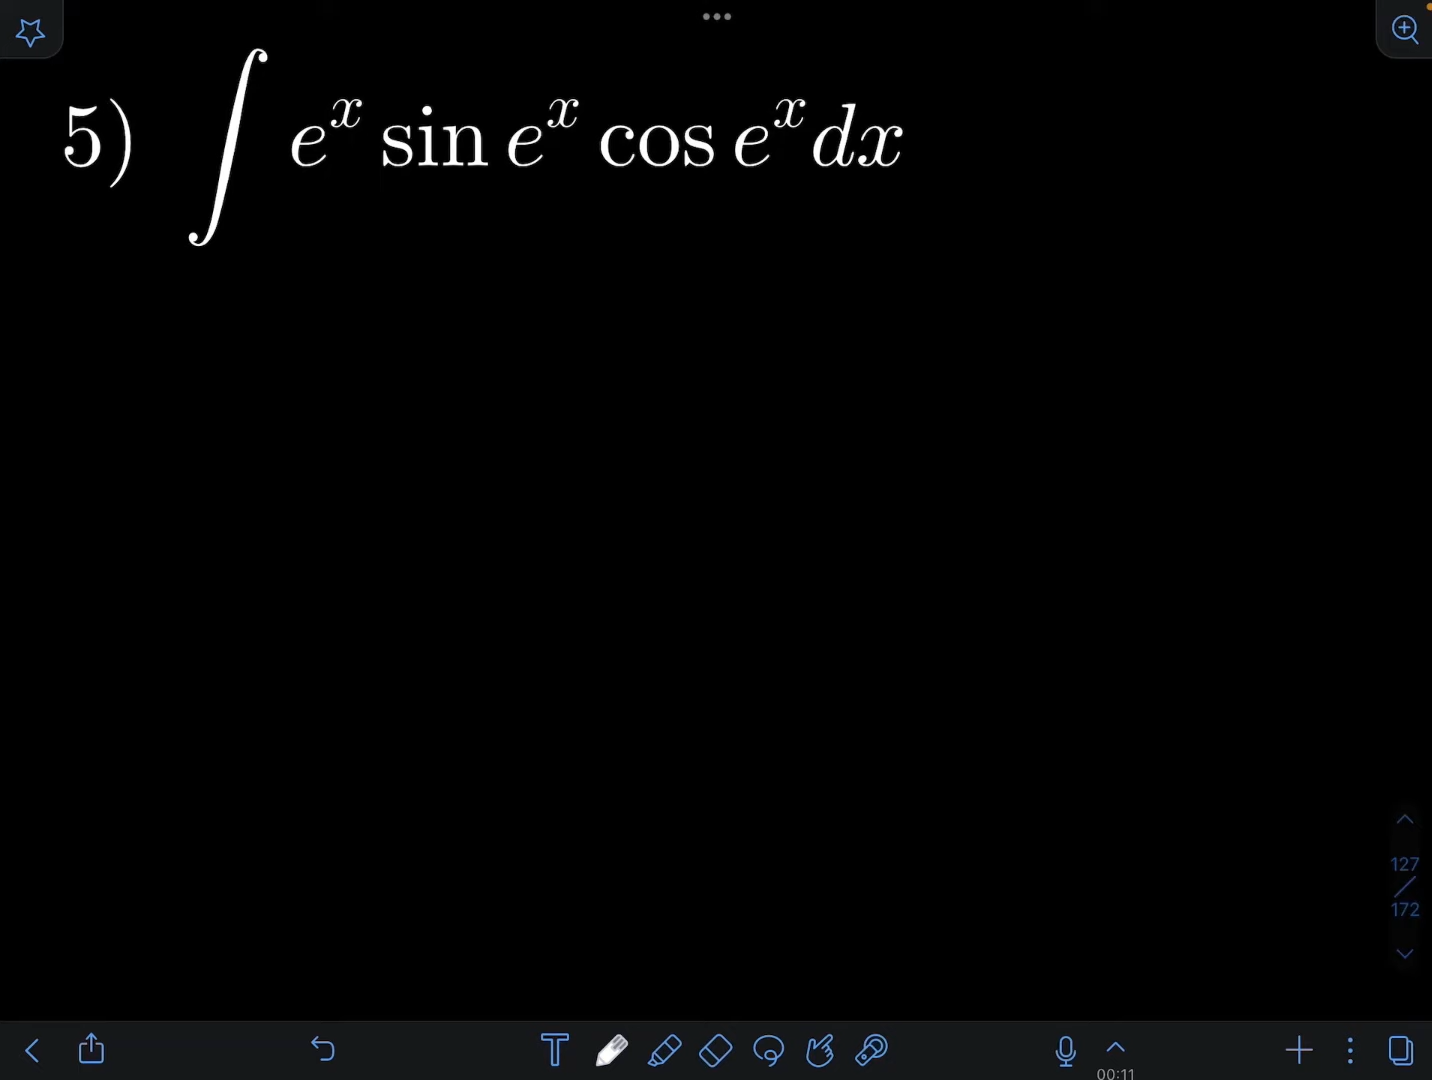 5) ∫ e^x sin e^x cos e^x dx
127
/
172
T
00:11